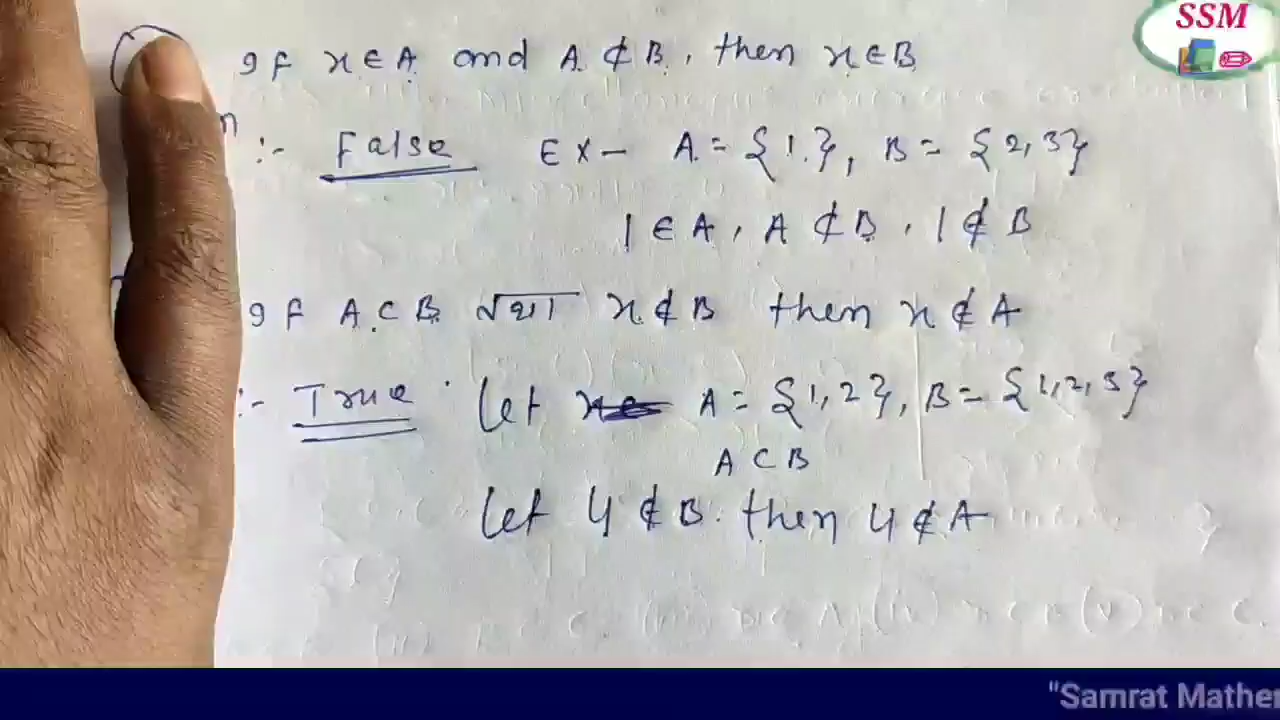 SSM
If x ∈ A and A ⊄ B, then x ∈ B
n :- False Ex- A = {1}, B = {2,3}
1 ∈ A, A ⊄ B, 1 ∉ B
If A ⊂ B तथा x ∉ B then x ∉ A
:- True Let A = {1,2}, B = {1,2,3}
A ⊂ B
Let 4 ∉ B. then 4 ∉ A
"Samrat Mathe